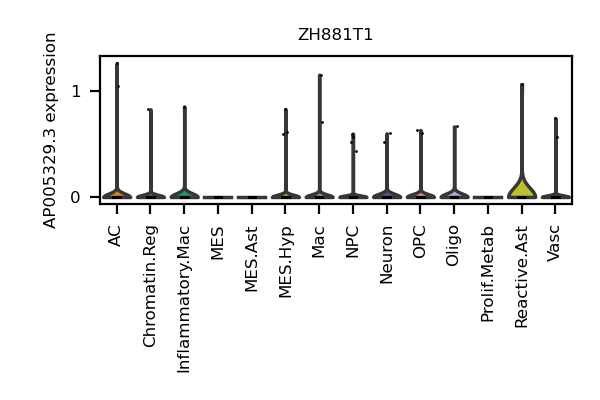 ZH881T1
AP005329.3 expression
1
0
AC
Chromatin.Reg
Inflammatory.Mac
MES
MES.Ast
MES.Hyp
Mac
NPC
Neuron
OPC
Oligo
Prolif.Metab
Reactive.Ast
Vasc